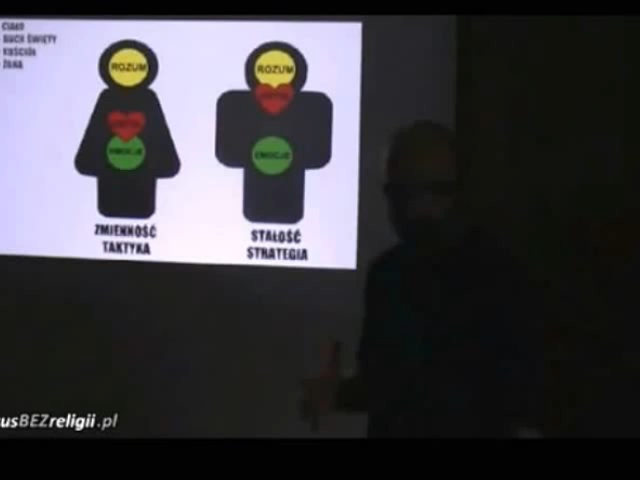 CIAŁO
DUCH ŚWIĘTY
KOŚCIÓŁ
ŻONA
ROZUM
ROZUM
EMOCJE
EMOCJE
ZMIENNOŚĆ
TAKTYKA
STAŁOŚĆ
STRATEGIA
usBEZreligii.pl